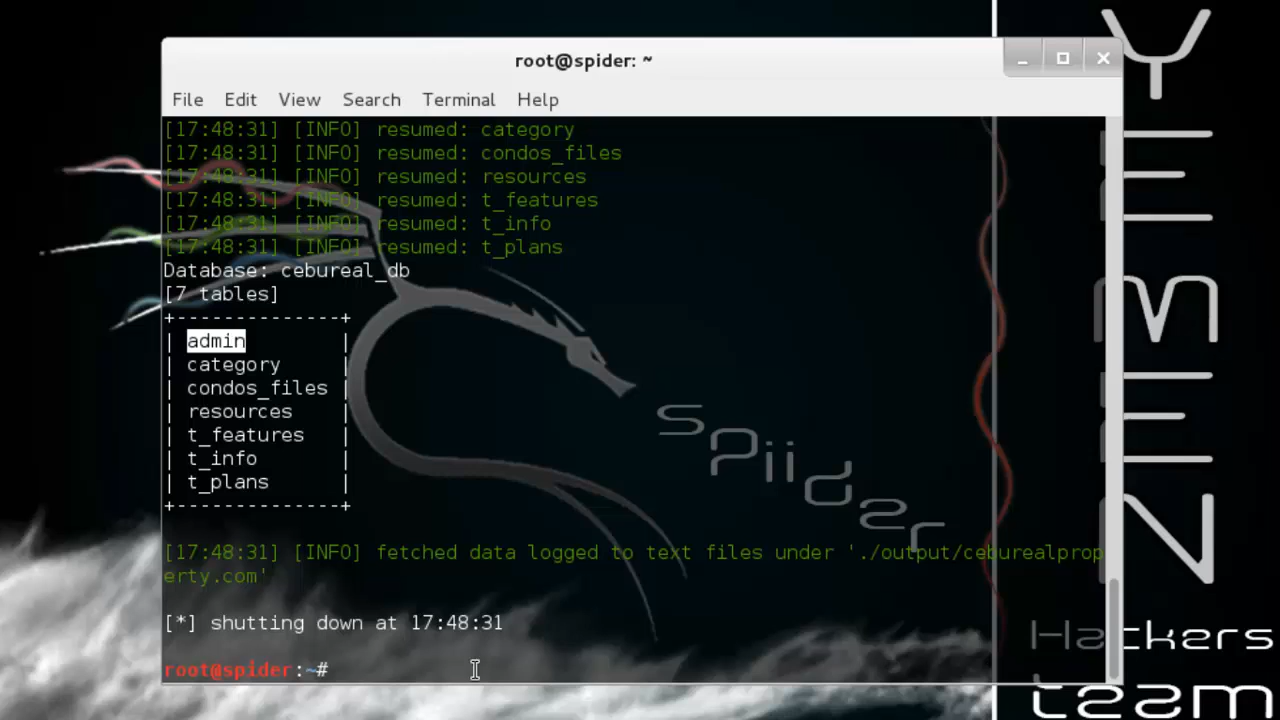 root@spider: ~
File Edit View Search Terminal Help
[17:48:31] [INFO] resumed: category
[17:48:31] [INFO] resumed: condos_files
[17:48:31] [INFO] resumed: resources
[17:48:31] [INFO] resumed: t_features
[17:48:31] [INFO] resumed: t_info
[17:48:31] [INFO] resumed: t_plans
Database: cebureal_db
[7 tables]
+--------------+
| admin |
| category |
| condos_files |
| resources |
| t_features |
| t_info |
| t_plans |
+--------------+
[17:48:31] [INFO] fetched data logged to text files under './output/ceburealprop
erty.com'
[*] shutting down at 17:48:31
root@spider:~#
spiider
YEMEN
Hackers
team